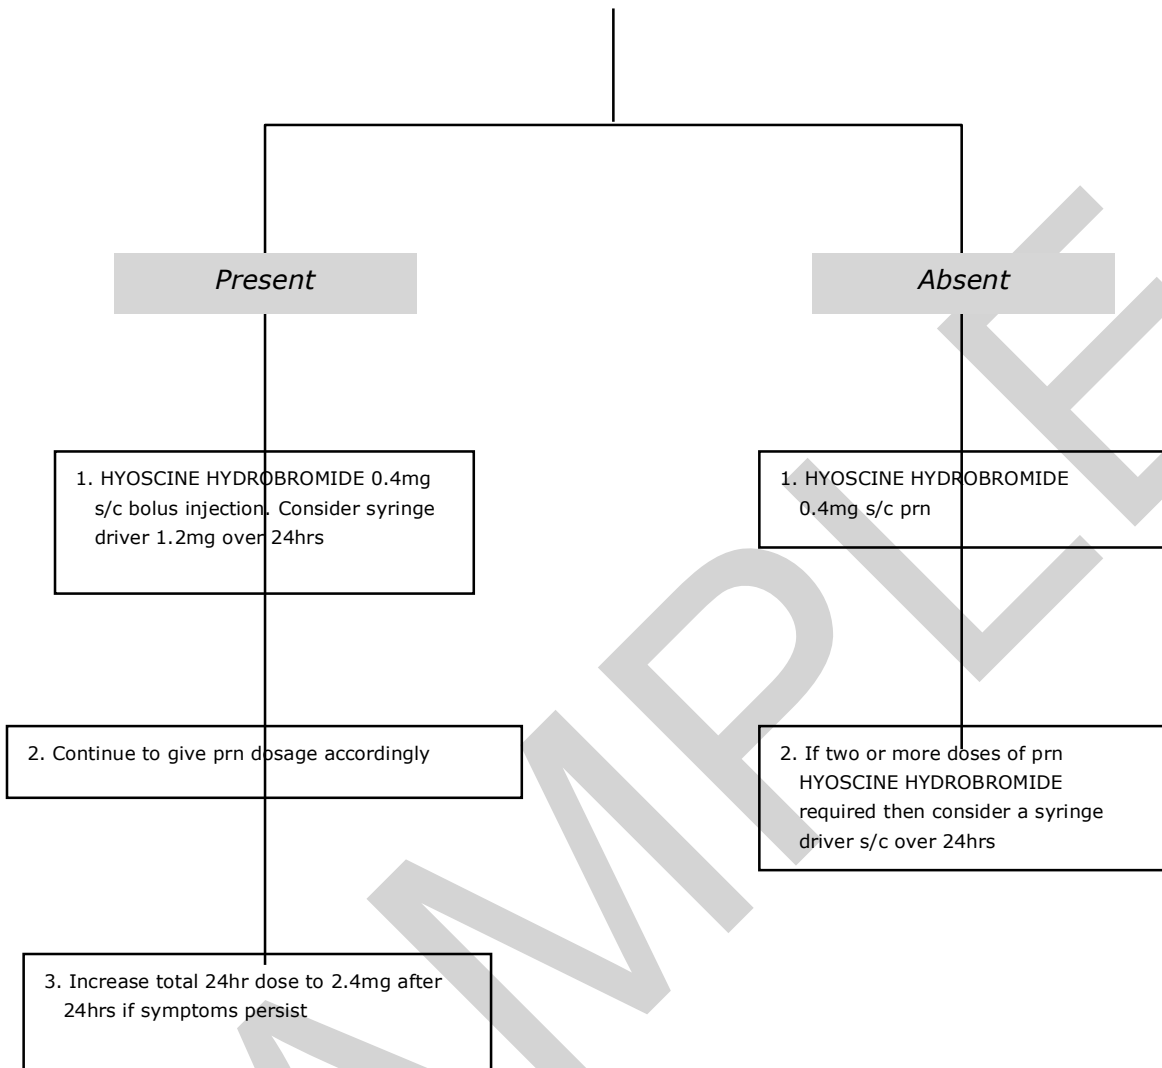 Present
1. HYOSCINE HYDROBROMIDE 0.4mg
s/c bolus injection. Consider syringe
driver 1.2mg over 24hrs
2. Continue to give prn dosage accordingly
3. Increase total 24hr dose to 2.4mg after
24hrs if symptoms persist
Absent
1. HYOSCINE HYDROBROMIDE
0.4mg s/c prn
2. If two or more doses of prn
HYOSCINE HYDROBROMIDE
required then consider a syringe
driver s/c over 24hrs
AMPLE